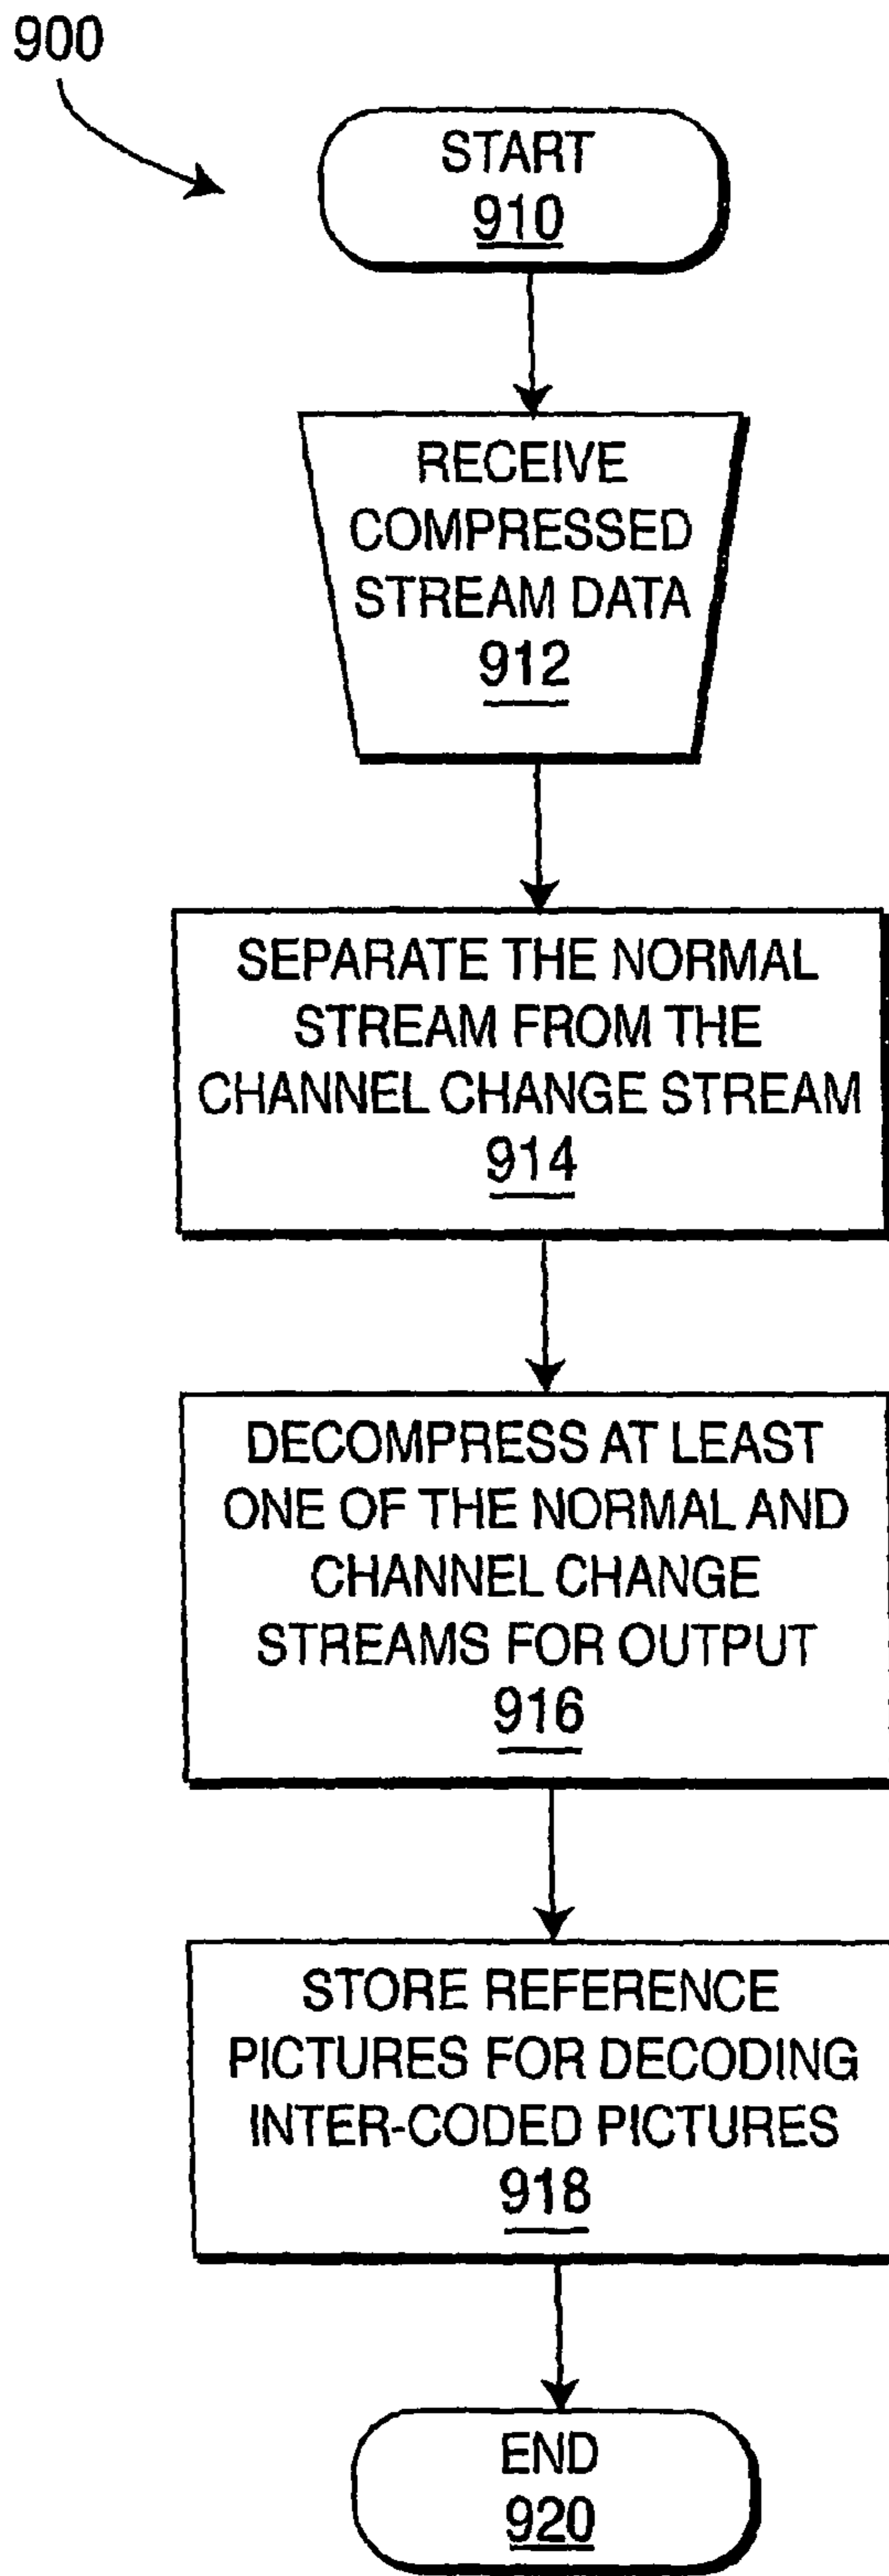 900
START
910
RECEIVE
COMPRESSED
STREAM DATA
912
SEPARATE THE NORMAL
STREAM FROM THE
CHANNEL CHANGE STREAM
914
DECOMPRESS AT LEAST
ONE OF THE NORMAL AND
CHANNEL CHANGE
STREAMS FOR OUTPUT
916
STORE REFERENCE
PICTURES FOR DECODING
INTER-CODED PICTURES
918
END
920